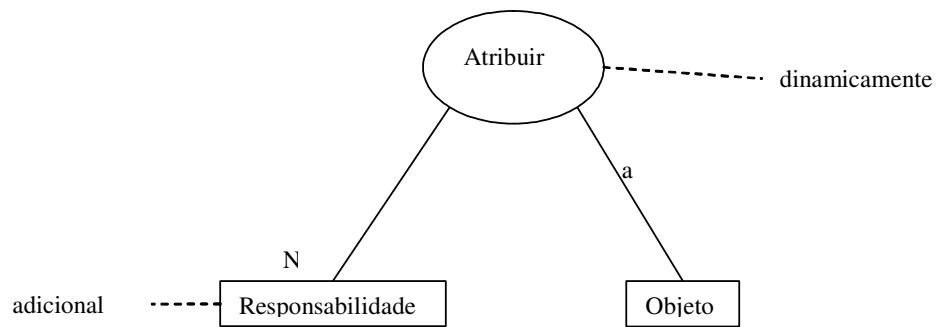 Atribuir
dinamicamente
a
N
adicional
Responsabilidade
Objeto